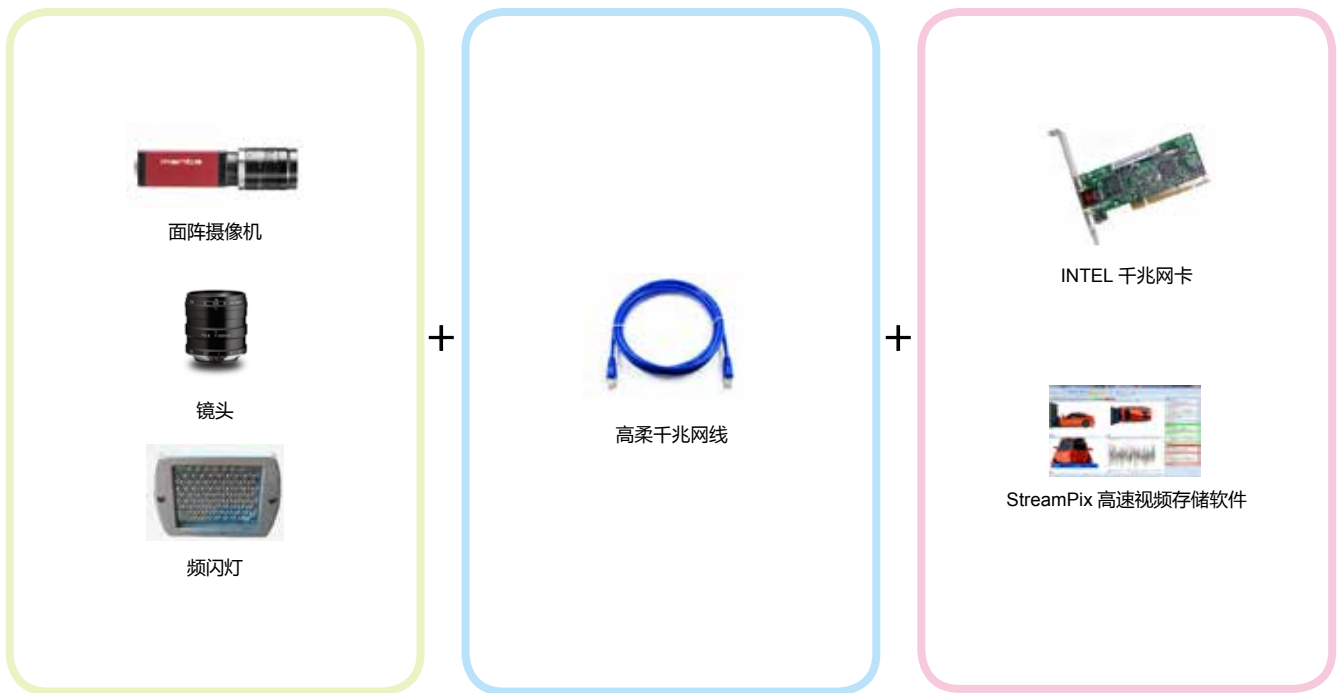 面阵摄像机
镜头
频闪灯
高柔千兆网线
INTEL 千兆网卡
StreamPix 高速视频存储软件